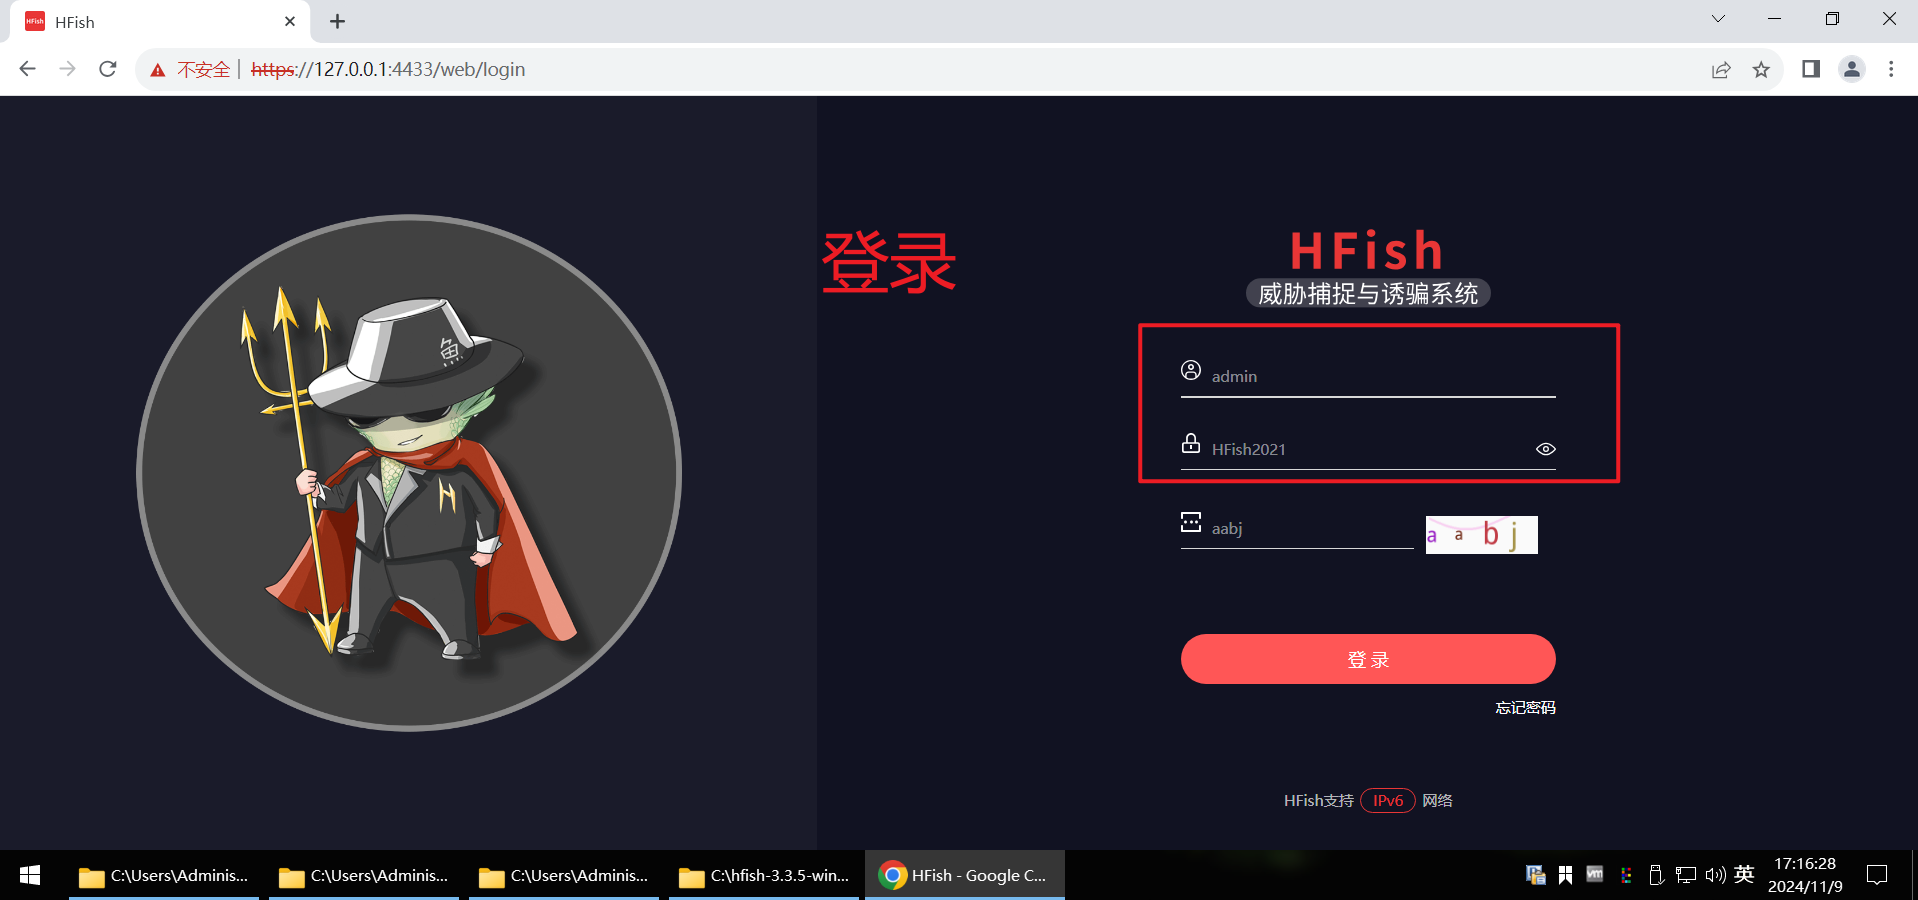 HFish
HFish
不安全 | https://127.0.0.1:4433/web/login
魚
H
登录
HFish
威胁捕捉与诱骗系统
admin
HFish2021
aabj
a a b j
登录
忘记密码
HFish支持 IPv6 网络
C:\Users\Adminis...
C:\Users\Adminis...
C:\Users\Adminis...
C:\hfish-3.3.5-win...
HFish - Google C...
vm
英
17:16:28
2024/11/9